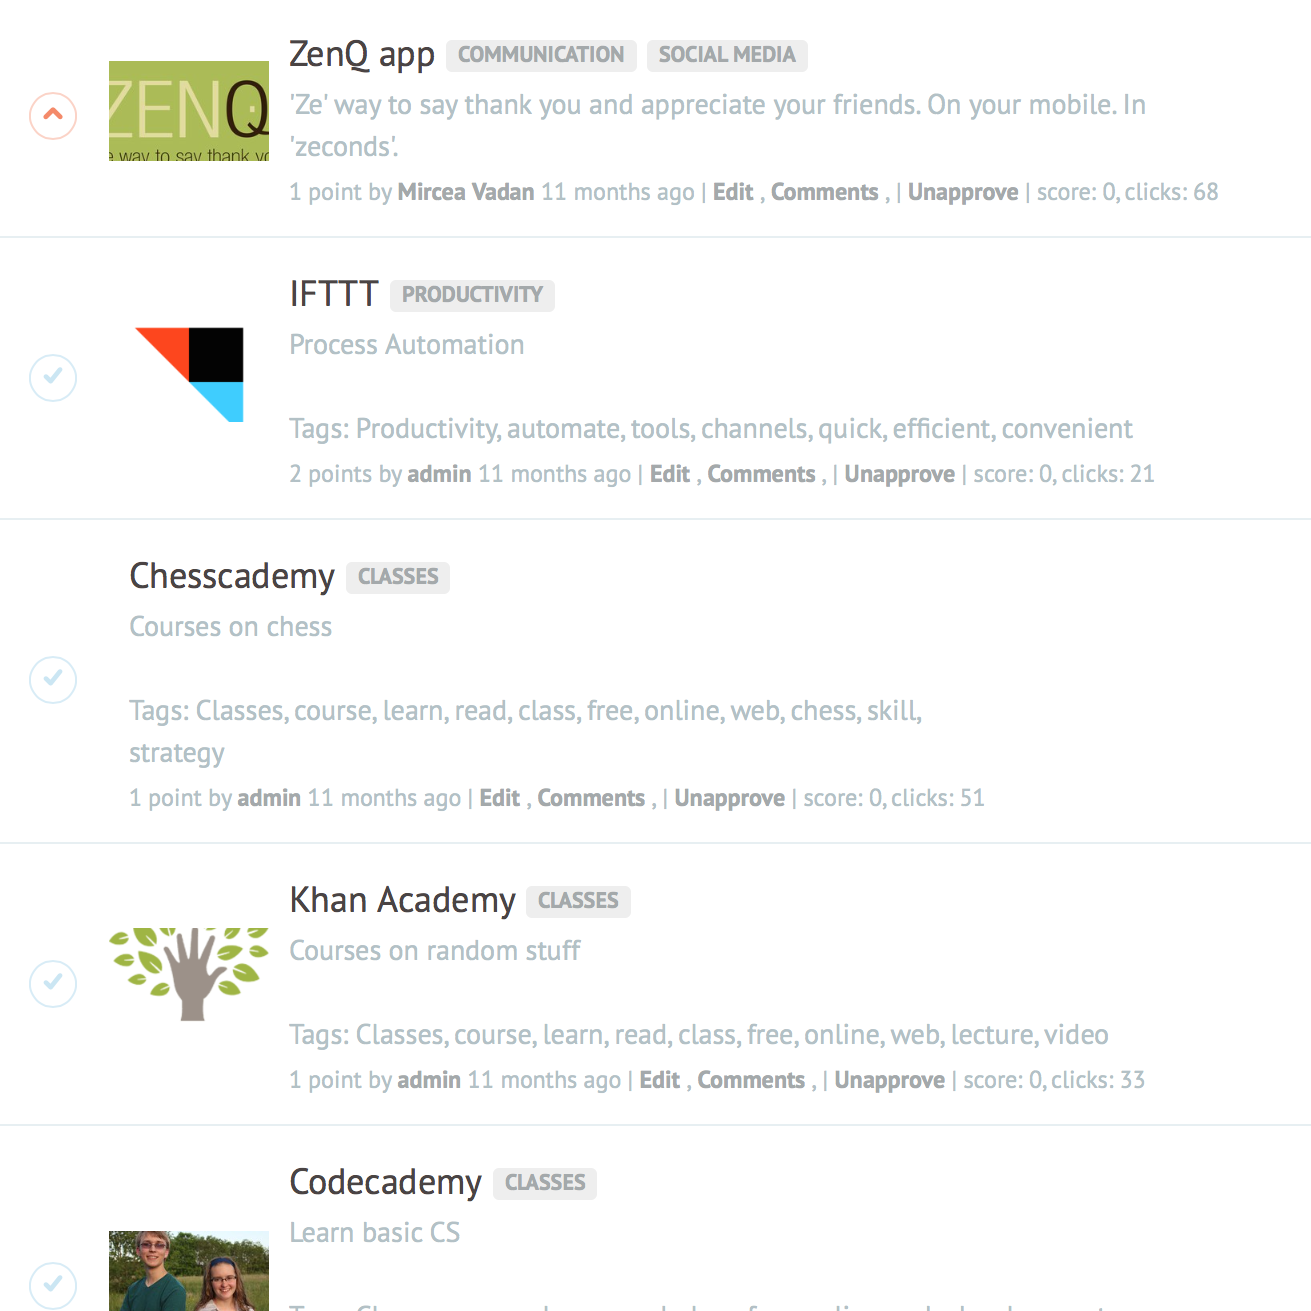 ZenQ app COMMUNICATION SOCIAL MEDIA
ZENQ
'Ze' way to say thank you and appreciate your friends. On your mobile. In
'zeconds'.
way to say thank
1 point by Mircea Vadan 11 months ago | Edit , Comments , | Unapprove | score: 0, clicks: 68
IFTTT PRODUCTIVITY
Process Automation
Tags: Productivity, automate, tools, channels, quick, efficient, convenient
2 points by admin 11 months ago | Edit , Comments , | Unapprove | score: 0, clicks: 21
Chesscademy CLASSES
Courses on chess
Tags: Classes, course, learn, read, class, free, online, web, chess, skill,
strategy
1 point by admin 11 months ago | Edit , Comments , | Unapprove | score: 0, clicks: 51
Khan Academy CLASSES
Courses on random stuff
Tags: Classes, course, learn, read, class, free, online, web, lecture, video
1 point by admin 11 months ago | Edit , Comments , | Unapprove | score: 0, clicks: 33
Codecademy CLASSES
Learn basic CS